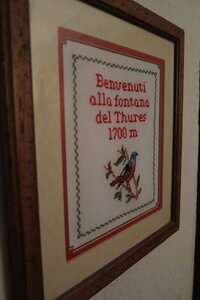 Benvenuti
alla fontana
del Thures
1700 m